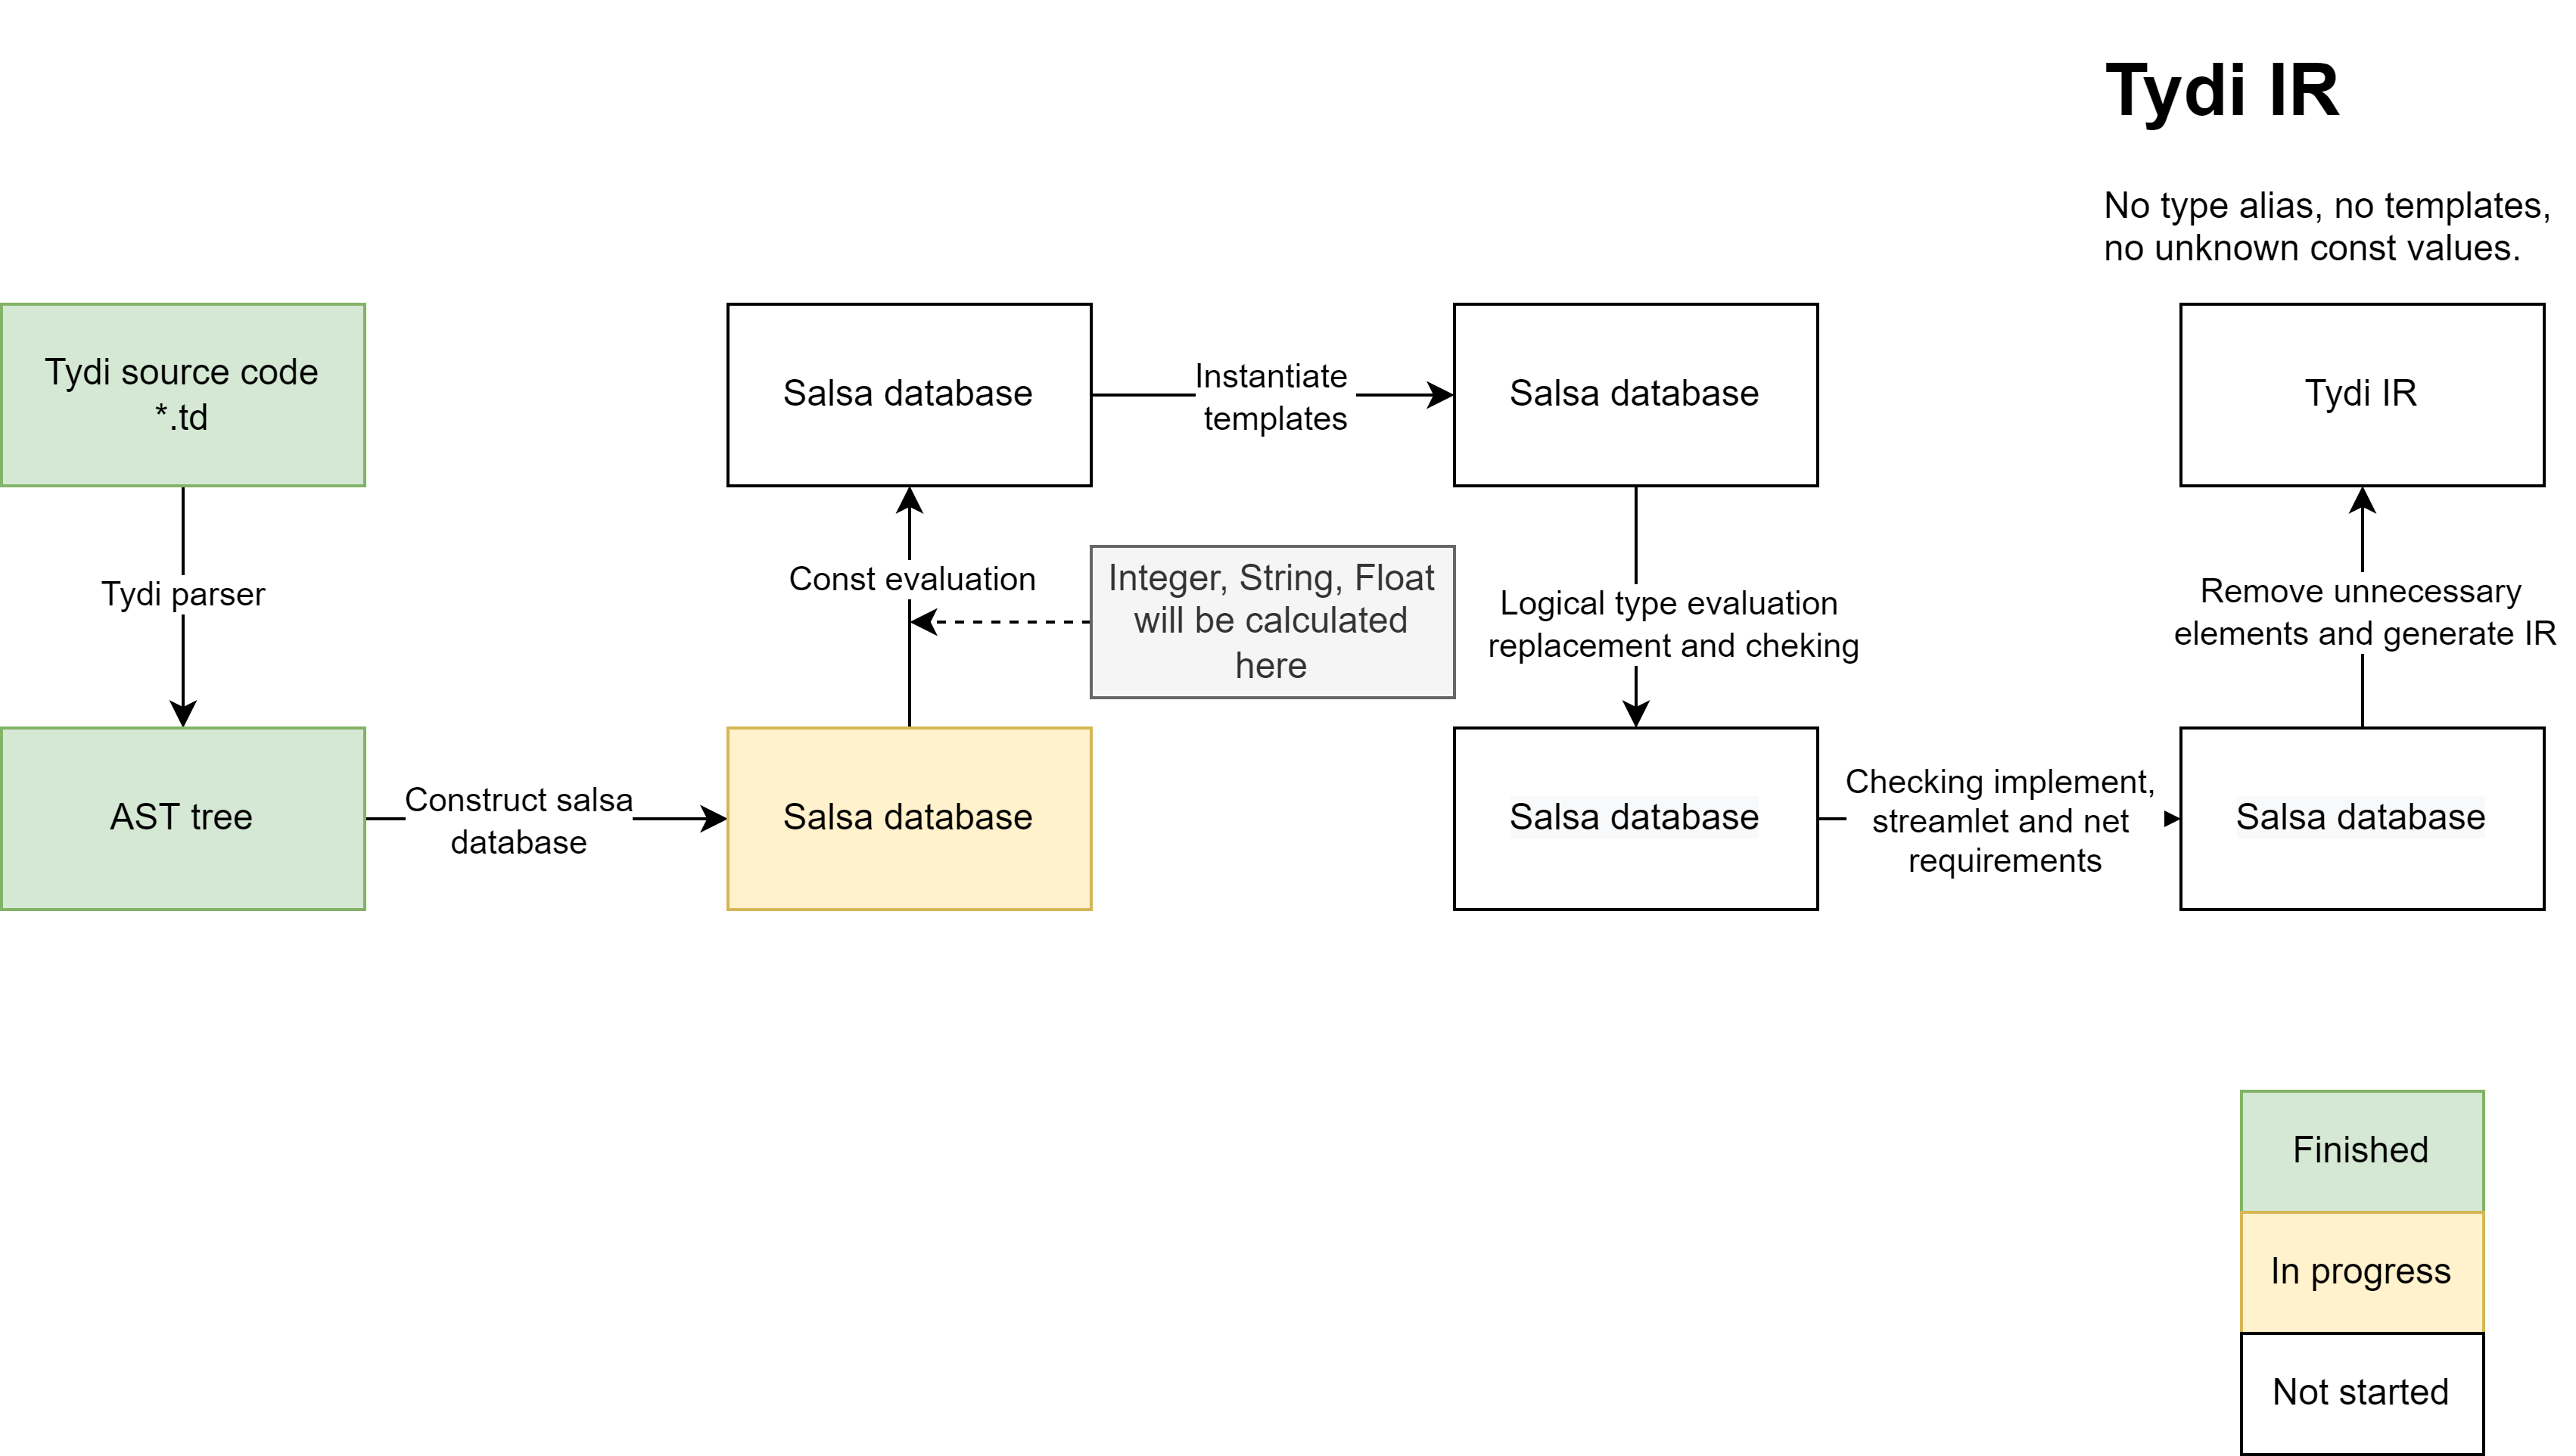 Tydi IR
No type alias, no templates,
no unknown const values.
Tydi source code
*.td
Salsa database
Instantiate
templates
Salsa database
Tydi IR
Tydi parser
Const evaluation
Integer, String, Float
will be calculated
here
Logical type evaluation
replacement and cheking
Remove unnecessary
elements and generate IR
AST tree
Construct salsa
database
Salsa database
Salsa database
Checking implement,
streamlet and net
requirements
Salsa database
Finished
In progress
Not started